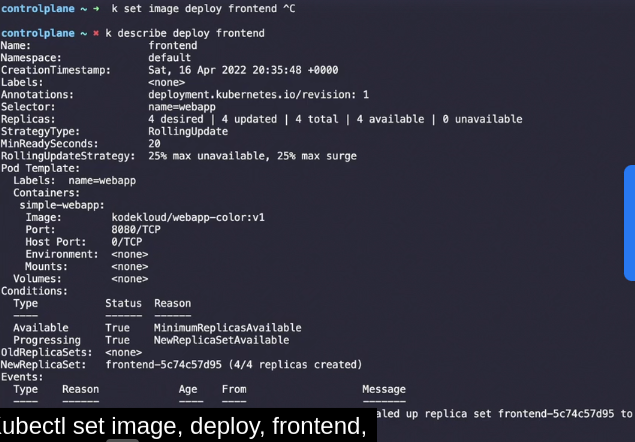 controlplane ~ ➜ k set image deploy frontend ^C
controlplane ~ ✖ k describe deploy frontend
Name: frontend
Namespace: default
CreationTimestamp: Sat, 16 Apr 2022 20:35:48 +0000
Labels: <none>
Annotations: deployment.kubernetes.io/revision: 1
Selector: name=webapp
Replicas: 4 desired | 4 updated | 4 total | 4 available | 0 unavailable
StrategyType: RollingUpdate
MinReadySeconds: 20
RollingUpdateStrategy: 25% max unavailable, 25% max surge
Pod Template:
Labels: name=webapp
Containers:
simple-webapp:
Image: kodekloud/webapp-color:v1
Port: 8080/TCP
Host Port: 0/TCP
Environment: <none>
Mounts: <none>
Volumes: <none>
Conditions:
Type Status Reason
---- ------ ------
Available True MinimumReplicasAvailable
Progressing True NewReplicaSetAvailable
OldReplicaSets: <none>
NewReplicaSet: frontend-5c74c57d95 (4/4 replicas created)
Events:
Type Reason Age From Message
---- ------ ---- ---- -------
aled up replica set frontend-5c74c57d95 to
ubectl set image, deploy, frontend,